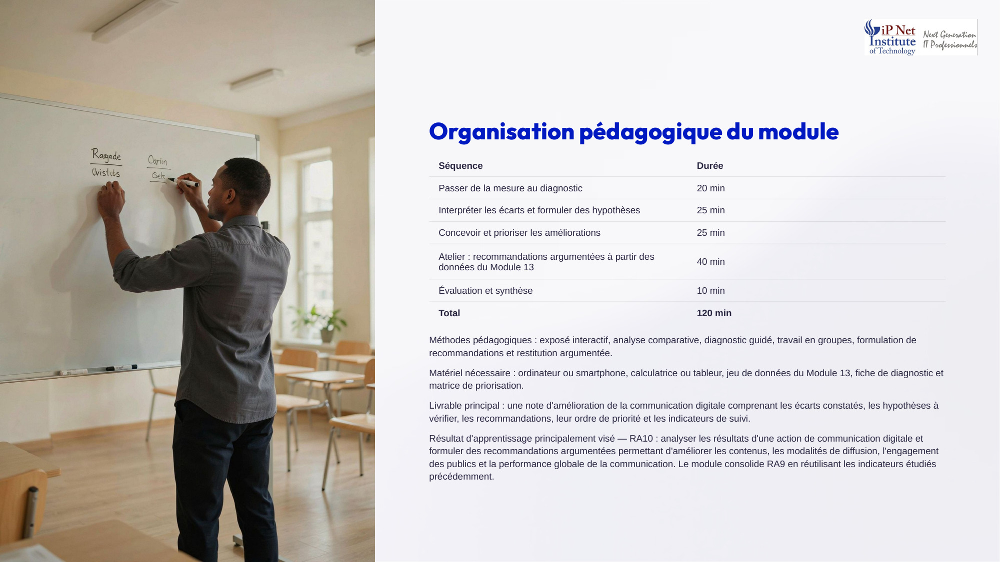 iP Net
Institute
of Technology
Next Generation
IT Professionnels
Organisation pédagogique du module
Séquence Durée
Passer de la mesure au diagnostic 20 min
Interpréter les écarts et formuler des hypothèses 25 min
Concevoir et prioriser les améliorations 25 min
Atelier : recommandations argumentées à partir des
données du Module 13 40 min
Évaluation et synthèse 10 min
Total 120 min
Méthodes pédagogiques : exposé interactif, analyse comparative, diagnostic guidé, travail en groupes, formulation de
recommandations et restitution argumentée.
Matériel nécessaire : ordinateur ou smartphone, calculatrice ou tableur, jeu de données du Module 13, fiche de diagnostic et
matrice de priorisation.
Livrable principal : une note d'amélioration de la communication digitale comprenant les écarts constatés, les hypothèses à
vérifier, les recommandations, leur ordre de priorité et les indicateurs de suivi.
Résultat d'apprentissage principalement visé — RA10 : analyser les résultats d'une action de communication digitale et
formuler des recommandations argumentées permettant d'améliorer les contenus, les modalités de diffusion, l'engagement
des publics et la performance globale de la communication. Le module consolide RA9 en réutilisant les indicateurs étudiés
précédemment.